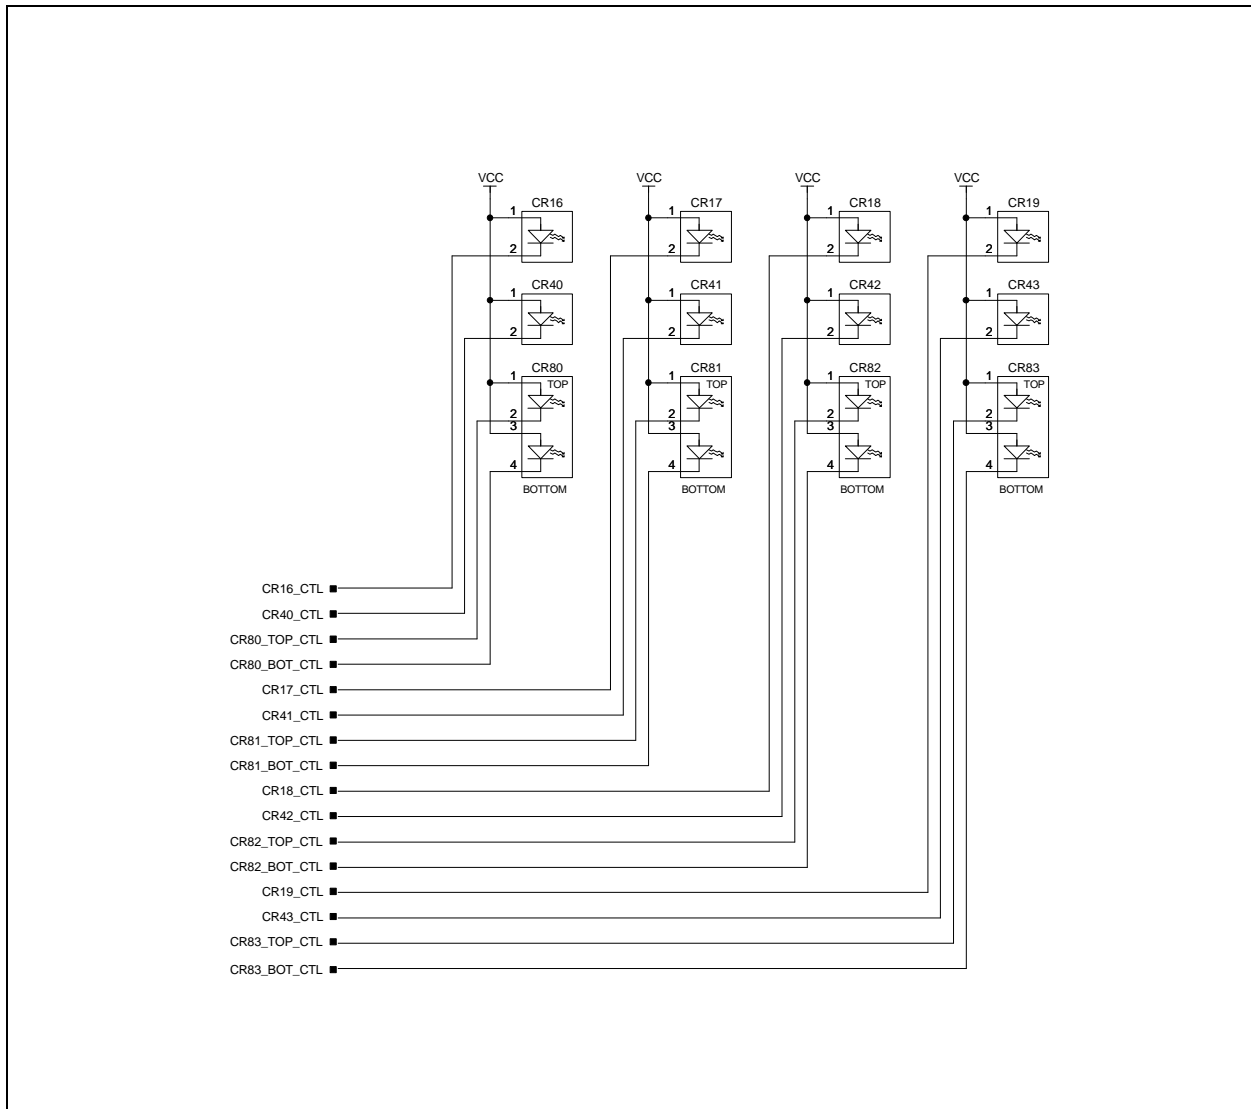 VCC VCC VCC VCC
CR16 CR17 CR18 CR19
1 1 1 1
2 2 2 2
CR40 CR41 CR42 CR43
1 1 1 1
2 2 2 2
CR80 CR81 CR82 CR83
1 TOP 1 TOP 1 TOP 1 TOP
2 2 2 2
3 3 3 3
4 4 4 4
BOTTOM BOTTOM BOTTOM BOTTOM
CR16_CTL
CR40_CTL
CR80_TOP_CTL
CR80_BOT_CTL
CR17_CTL
CR41_CTL
CR81_TOP_CTL
CR81_BOT_CTL
CR18_CTL
CR42_CTL
CR82_TOP_CTL
CR82_BOT_CTL
CR19_CTL
CR43_CTL
CR83_TOP_CTL
CR83_BOT_CTL